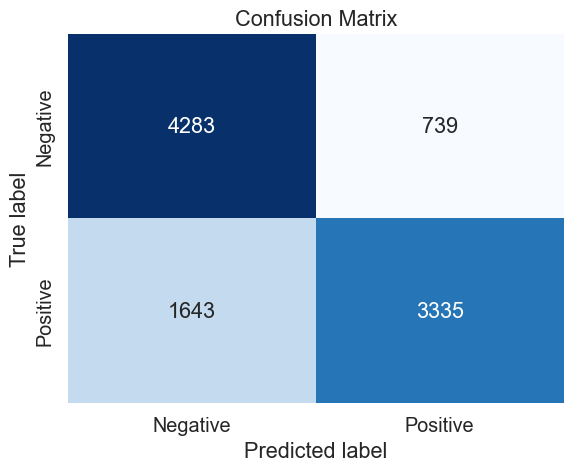 Confusion Matrix
True label
Negative
4283
739
Positive
1643
3335
Negative
Positive
Predicted label